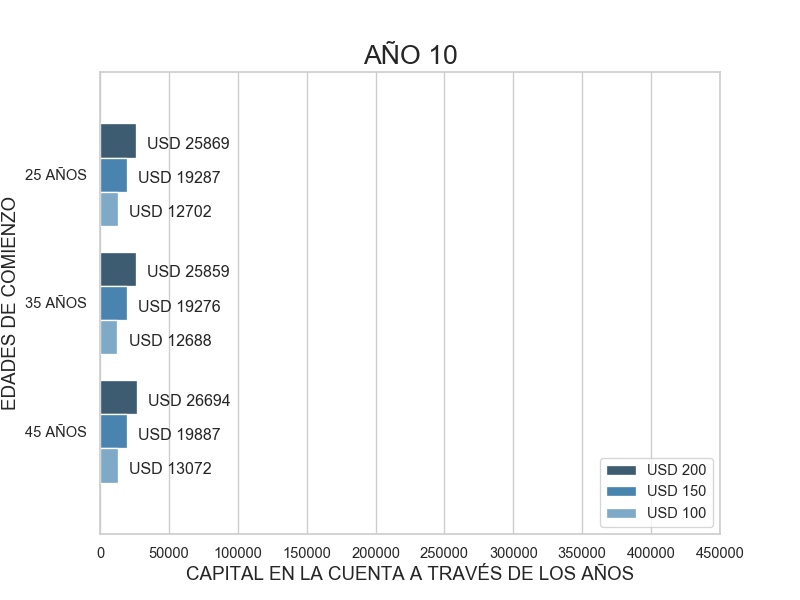 AÑO 10
EDADES DE COMIENZO
25 AÑOS
USD 25869
USD 19287
USD 12702
35 AÑOS
USD 25859
USD 19276
USD 12688
45 AÑOS
USD 26694
USD 19887
USD 13072
USD 200
USD 150
USD 100
0 50000 100000 150000 200000 250000 300000 350000 400000 450000
CAPITAL EN LA CUENTA A TRAVÉS DE LOS AÑOS